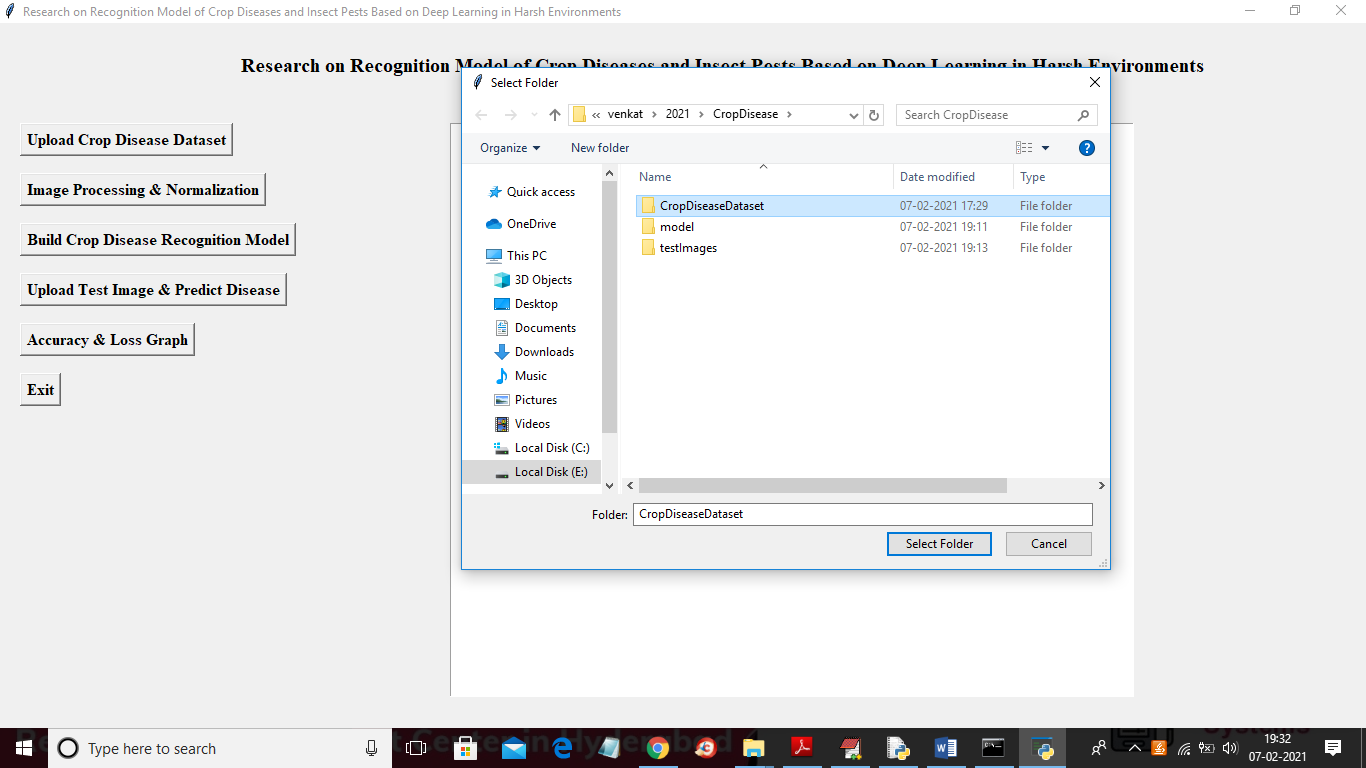 Research on Recognition Model of Crop Diseases and Insect Pests Based on Deep Learning in Harsh Environments
Research on Recognition Model of Crop Diseases and Insect Pests Based on Deep Learning in Harsh Environments
Upload Crop Disease Dataset
Image Processing & Normalization
Build Crop Disease Recognition Model
Upload Test Image & Predict Disease
Accuracy & Loss Graph
Exit
Select Folder
« venkat › 2021 › CropDisease ›
Search CropDisease
Organize
New folder
Quick access
OneDrive
This PC
3D Objects
Desktop
Documents
Downloads
Music
Pictures
Videos
Local Disk (C:)
Local Disk (E:)
Name Date modified Type
CropDiseaseDataset 07-02-2021 17:29 File folder
model 07-02-2021 19:11 File folder
testImages 07-02-2021 19:13 File folder
Folder: CropDiseaseDataset
Select Folder Cancel
Type here to search
19:32
07-02-2021